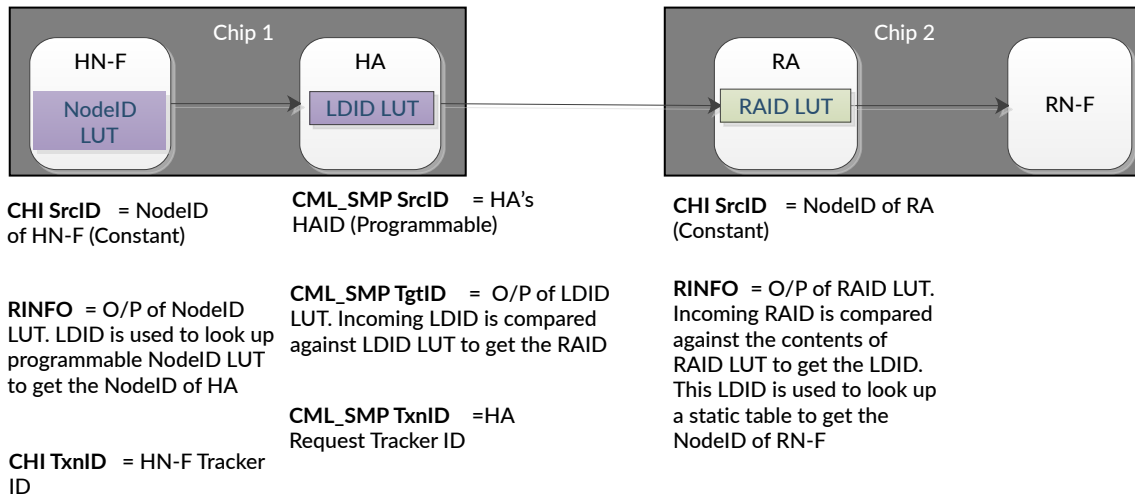 Chip 1
HN-F
NodeID
LUT
HA
LDID LUT
Chip 2
RA
RAID LUT
RN-F
CHI SrcID = NodeID
of HN-F (Constant)
RINFO = O/P of NodeID
LUT. LDID is used to look up
programmable NodeID LUT
to get the NodeID of HA
CHI TxnID = HN-F Tracker
ID
CML_SMP SrcID = HA’s
HAID (Programmable)
CML_SMP TgtID = O/P of LDID
LUT. Incoming LDID is compared
against LDID LUT to get the RAID
CML_SMP TxnID =HA
Request Tracker ID
CHI SrcID = NodeID of RA
(Constant)
RINFO = O/P of RAID LUT.
Incoming RAID is compared
against the contents of
RAID LUT to get the LDID.
This LDID is used to look up
a static table to get the
NodeID of RN-F